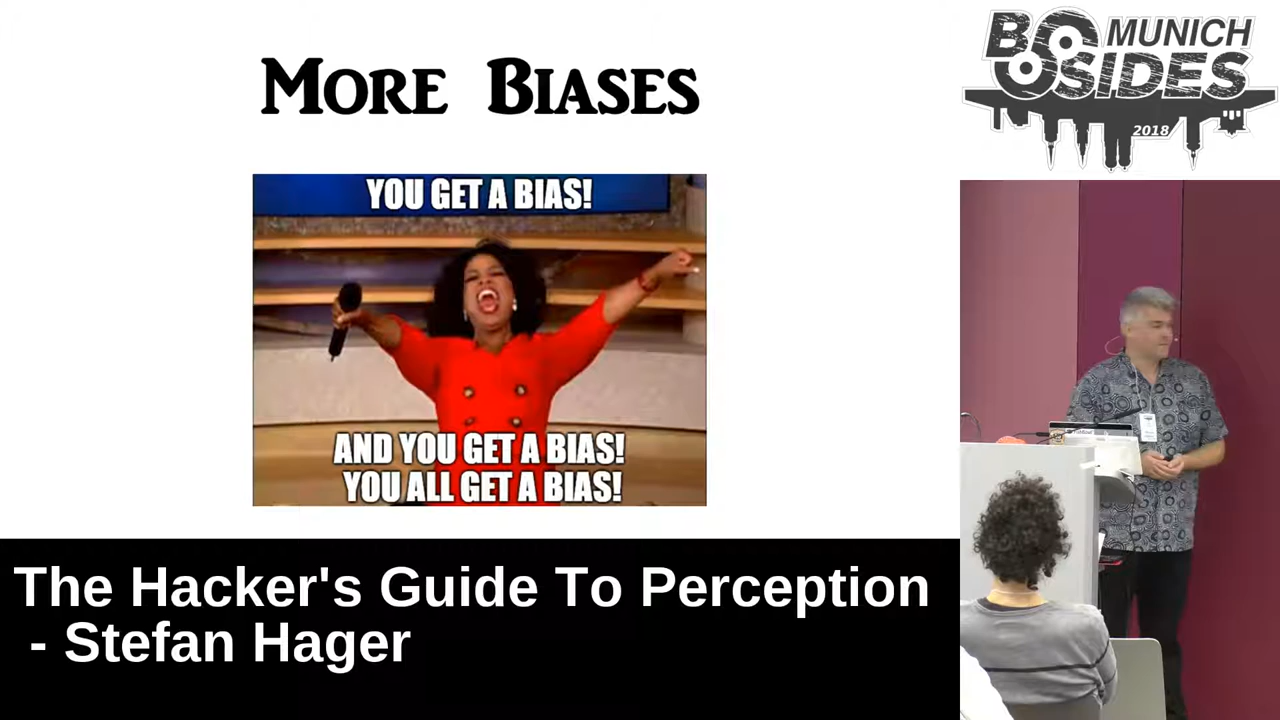 More Biases
YOU GET A BIAS!
AND YOU GET A BIAS!
YOU ALL GET A BIAS!
BSIDES MUNICH
2018
The Hacker's Guide To Perception
- Stefan Hager